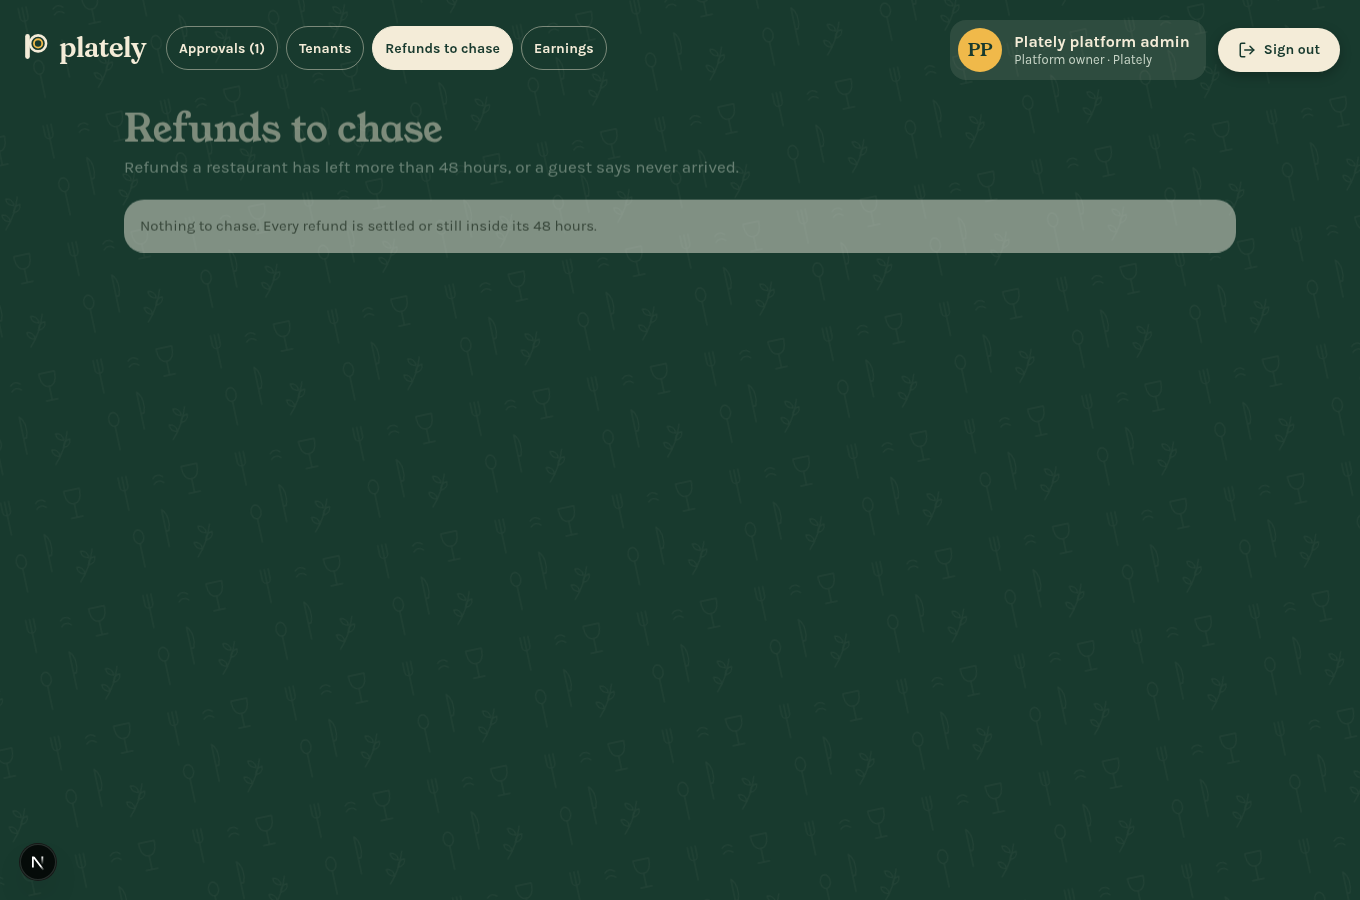 plately
Approvals (1)
Tenants
Refunds to chase
Earnings
PP
Plately platform admin
Platform owner · Plately
Sign out
Refunds to chase
Refunds a restaurant has left more than 48 hours, or a guest says never arrived.
Nothing to chase. Every refund is settled or still inside its 48 hours.
N